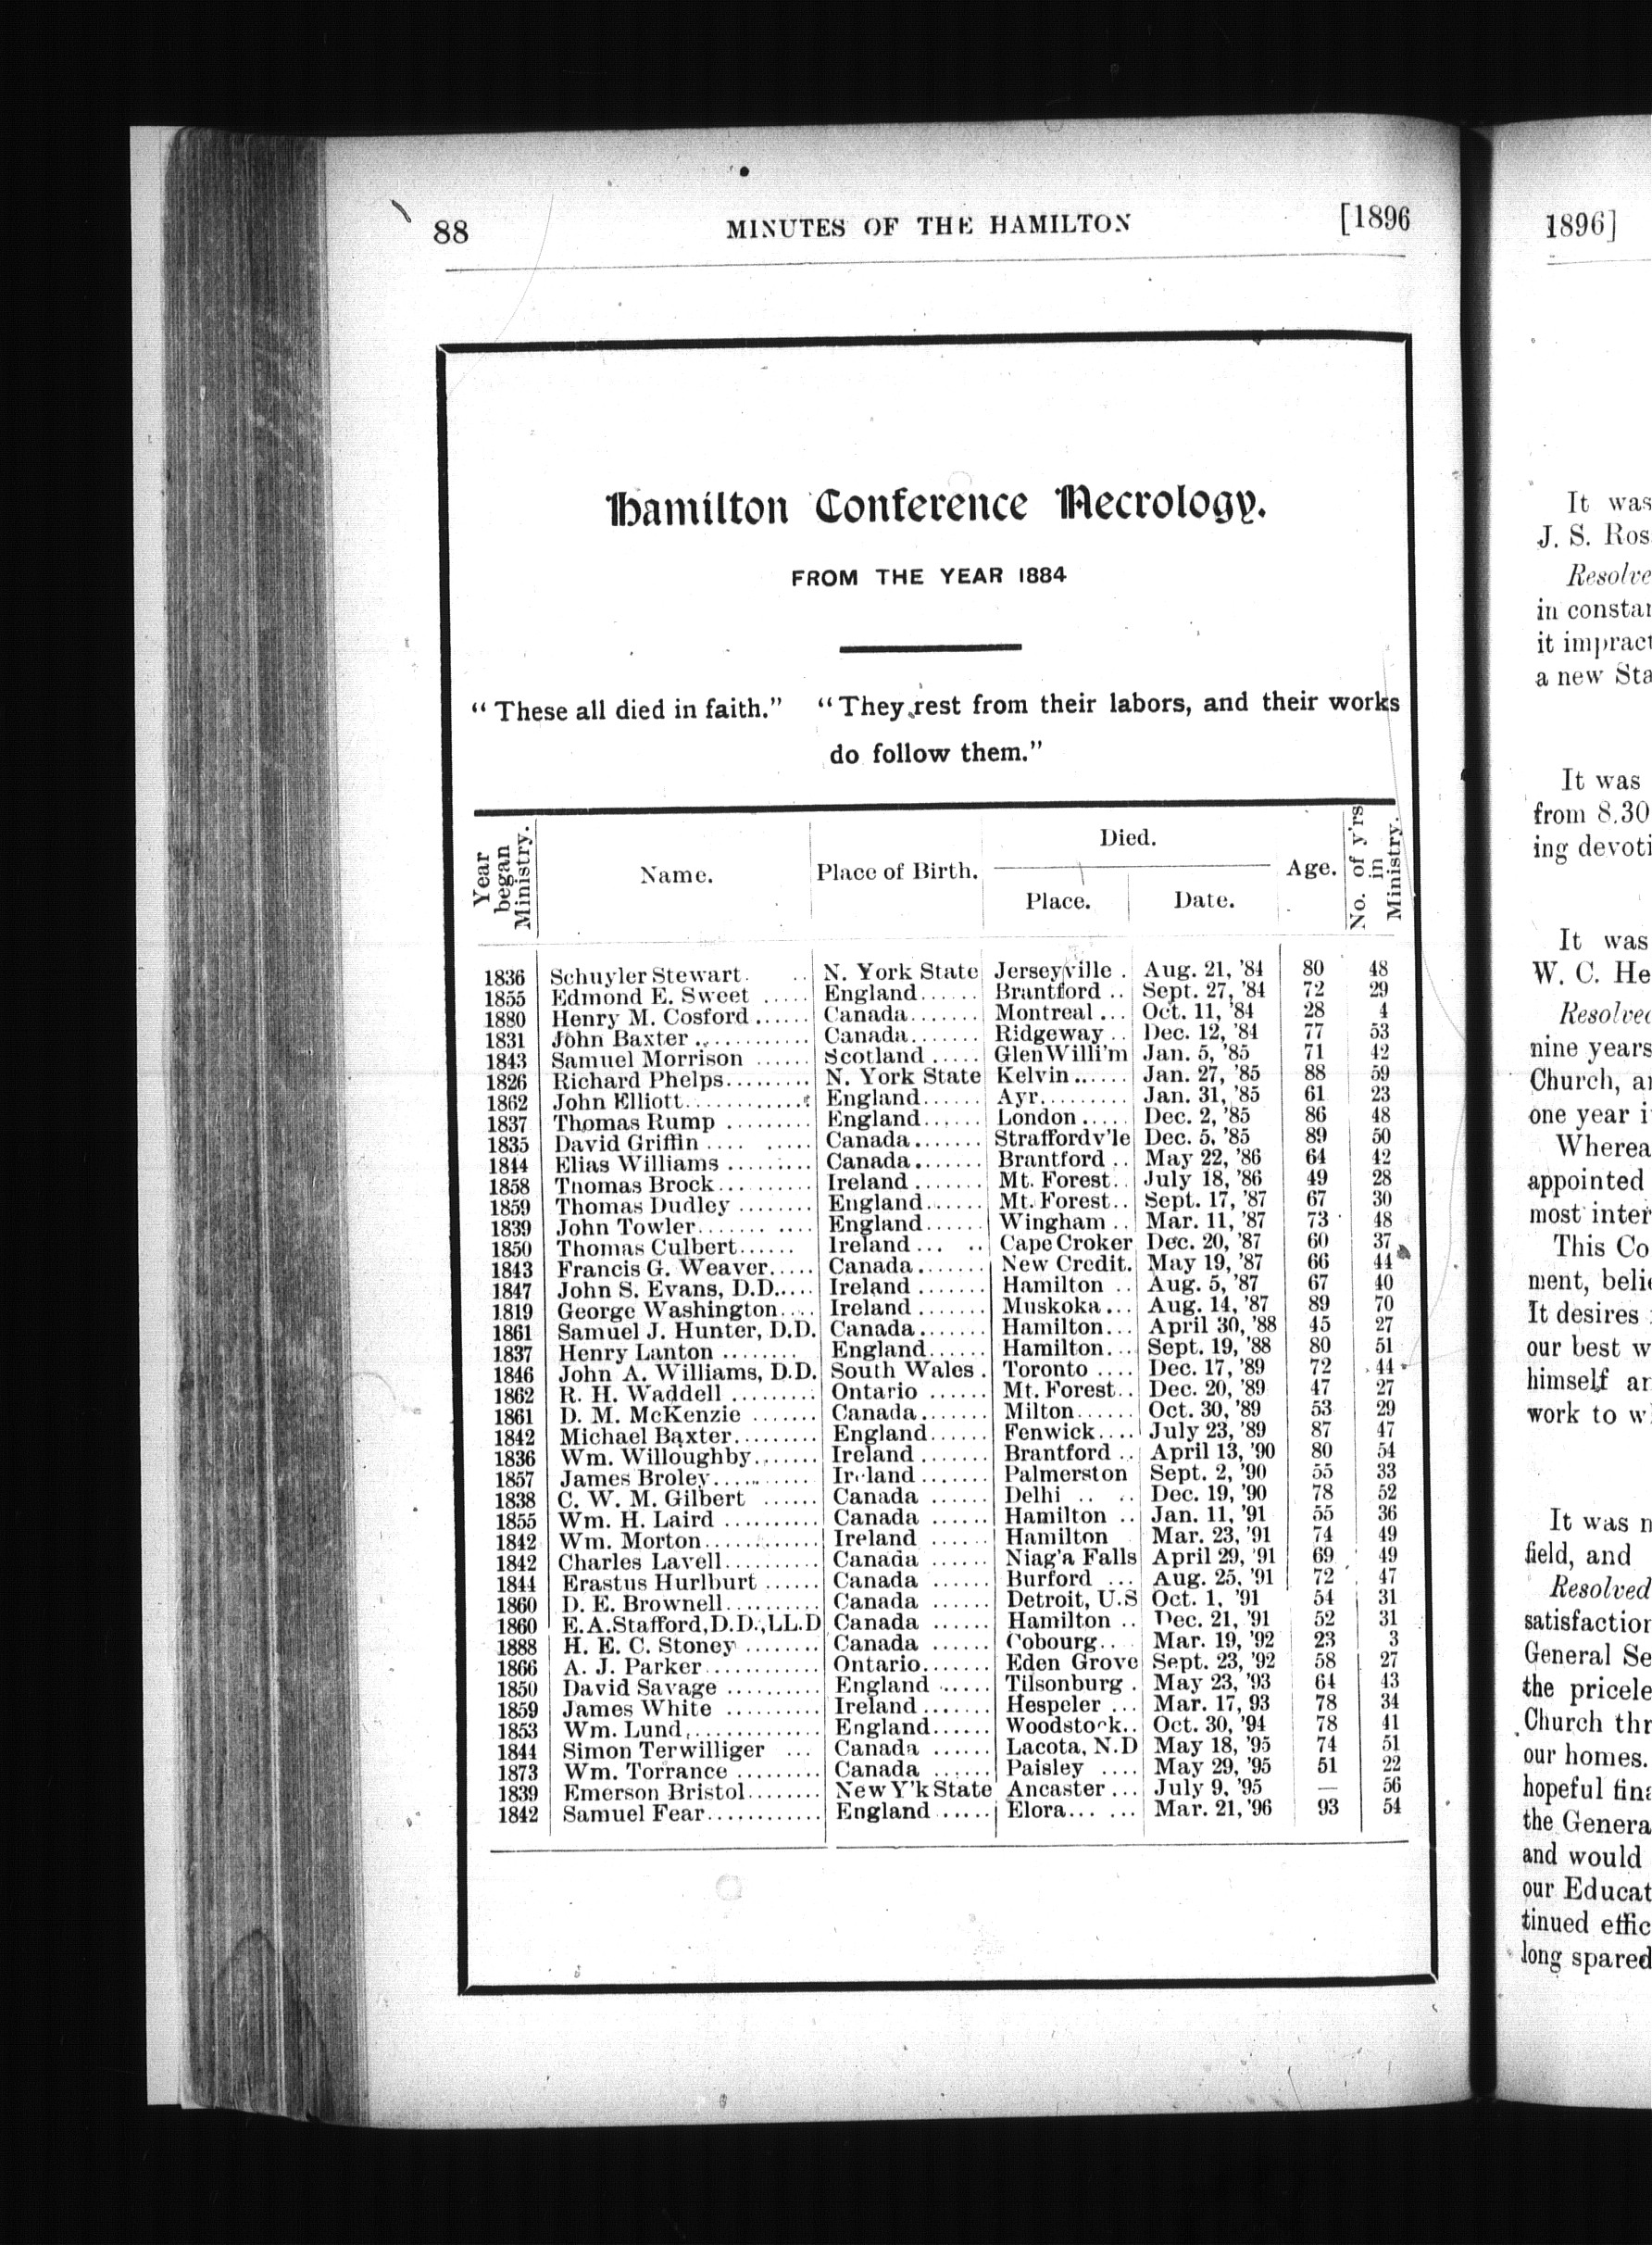 88 MINUTES OF THE HAMILTON [1896
Hamilton Conference Necrology.
FROM THE YEAR 1884
“These all died in faith.” “They rest from their labors, and their works
do follow them.”
Year began Ministry. Name. Place of Birth. Died. Place. Date. Age. No. of y'rs in Ministry.
1836 Schuyler Stewart. .. N. York State Jerseyville . Aug. 21, '84 80 48
1855 Edmond E. Sweet ..... England...... Brantford .. Sept. 27, '84 72 29
1880 Henry M. Cosford ...... Canada....... Montreal ... Oct. 11, '84 28 4
1831 John Baxter ............ Canada....... Ridgeway .. Dec. 12, '84 77 53
1843 Samuel Morrison ...... Scotland ..... Glen Willi'm Jan. 5, '85 71 42
1826 Richard Phelps......... N. York State Kelvin ...... Jan. 27, '85 88 59
1862 John Elliott............ England...... Ayr......... Jan. 31, '85 61 23
1837 Thomas Rump ......... England...... London ..... Dec. 2, '85 86 48
1835 David Griffin .... ..... Canada....... Straffordv'le Dec. 5, '85 89 50
1844 Elias Williams ......... Canada....... Brantford .. May 22, '86 64 42
1858 Thomas Brock.......... Ireland ....... Mt. Forest.. July 18, '86 49 28
1859 Thomas Dudley ........ England...... Mt. Forest.. Sept. 17, '87 67 30
1839 John Towler....... .... England...... Wingham .. Mar. 11, '87 73 48
1850 Thomas Culbert...... Ireland ... .. Cape Croker Dec. 20, '87 60 37
1843 Francis G. Weaver..... Canada....... New Credit. May 19, '87 66 44
1847 John S. Evans, D.D..... Ireland ....... Hamilton .. Aug. 5, '87 67 40
1819 George Washington.... Ireland ....... Muskoka... Aug. 14, '87 89 70
1861 Samuel J. Hunter, D.D. Canada....... Hamilton... April 30, '88 45 27
1837 Henry Lanton ........ England...... Hamilton... Sept. 19, '88 80 51
1846 John A. Williams, D.D. South Wales . Toronto .... Dec. 17, '89 72 44
1862 R. H. Waddell ......... Ontario ...... Mt. Forest.. Dec. 20, '89 47 27
1861 D. M. McKenzie ....... Canada....... Milton...... Oct. 30, '89 53 29
1842 Michael Baxter......... England...... Fenwick.... July 23, '89 87 47
1836 Wm. Willoughby....... Ireland ....... Brantford .. April 13, '90 80 54
1857 James Broley.......... Ireland ....... Palmerston Sept. 2, '90 55 33
1838 C. W. M. Gilbert ...... Canada ...... Delhi .. .. Dec. 19, '90 78 52
1855 Wm. H. Laird .......... Canada ...... Hamilton .. Jan. 11, '91 55 36
1842 Wm. Morton............ Ireland ...... Hamilton Mar. 23, '91 74 49
1842 Charles Lavell.......... Canada ...... Niag'a Falls April 29, '91 69 49
1844 Erastus Hurlburt ...... Canada ...... Burford ... Aug. 25, '91 72 47
1860 D. E. Brownell.......... Canada ...... Detroit, U.S Oct. 1, '91 54 31
1860 E.A.Stafford,D.D.,LL.D Canada ...... Hamilton .. Dec. 21, '91 52 31
1888 H. E. C. Stoney ........ Canada ...... Cobourg.. Mar. 19, '92 23 3
1866 A. J. Parker............ Ontario....... Eden Grove Sept. 23, '92 58 27
1850 David Savage .......... England ..... Tilsonburg . May 23, '93 64 43
1859 James White .......... Ireland ....... Hespeler ... Mar. 17, 93 78 34
1853 Wm. Lund.............. England...... Woodstock.. Oct. 30, '94 78 41
1844 Simon Terwilliger ... Canada ...... Lacota, N.D May 18, '95 74 51
1873 Wm. Torrance ......... Canada ...... Paisley .... May 29, '95 51 22
1839 Emerson Bristol........ New Y'k State Ancaster ... July 9, '95 — 56
1842 Samuel Fear............ England ..... Elora... ... Mar. 21, '96 93 54
1896]
It was
J. S. Ros
Resolve
in constan
it impract
a new Sta
It was
from 8.30
ing devoti
It was
W. C. He
Resolved
nine years
Church, a
one year i
Wherea
appointed
most inter
This Co
ment, belie
It desires
our best w
himself ar
work to w
It was n
field, and
Resolved
satisfaction
General Se
the pricele
Church thr
our homes.
hopeful fina
the Genera
and would
our Educat
tinued effic
long spared